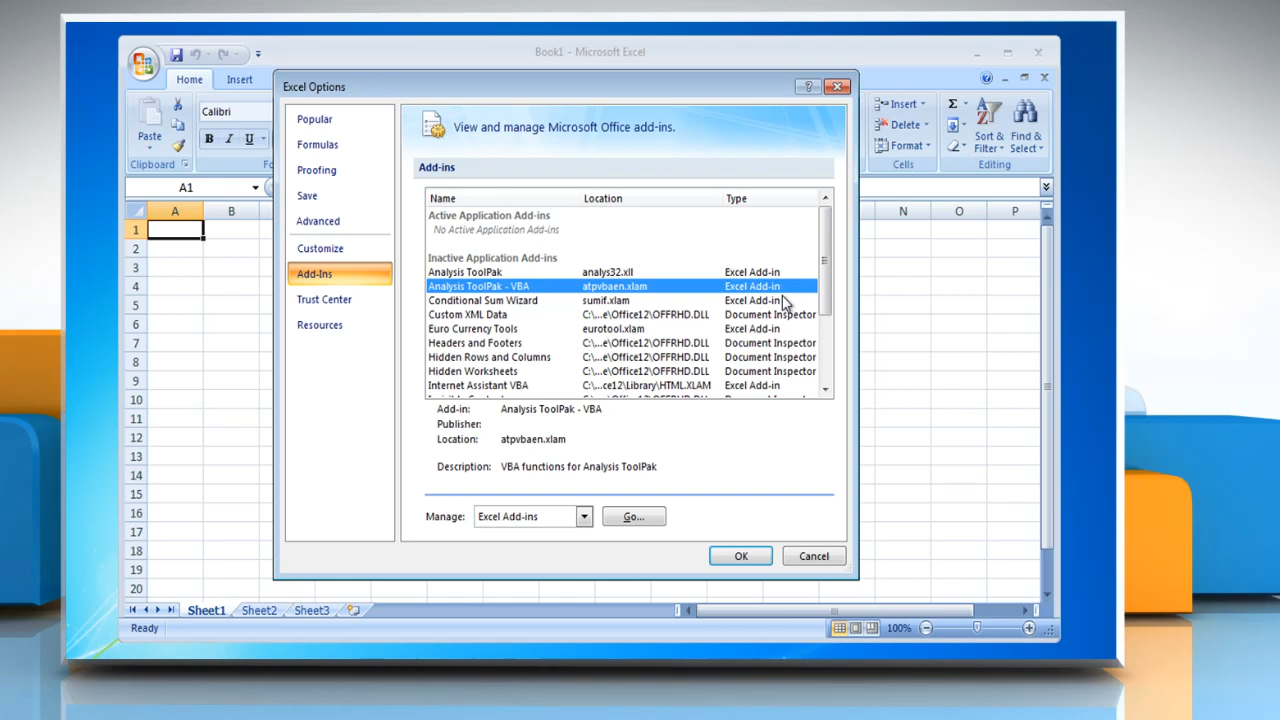 Book1 - Microsoft Excel
Home Insert
Excel Options
Popular
Formulas
Proofing
Save
Advanced
Customize
Add-Ins
Trust Center
Resources
View and manage Microsoft Office add-ins.
Add-ins
Name Location Type
Active Application Add-ins
No Active Application Add-ins
Inactive Application Add-ins
Analysis ToolPak analys32.xll Excel Add-in
Analysis ToolPak - VBA atpvbaen.xlam Excel Add-in
Conditional Sum Wizard sumif.xlam Excel Add-in
Custom XML Data C:\...e\Office12\OFFRHD.DLL Document Inspector
Euro Currency Tools eurotool.xlam Excel Add-in
Headers and Footers C:\...e\Office12\OFFRHD.DLL Document Inspector
Hidden Rows and Columns C:\...e\Office12\OFFRHD.DLL Document Inspector
Hidden Worksheets C:\...e\Office12\OFFRHD.DLL Document Inspector
Internet Assistant VBA C:\...ce12\Library\HTML.XLAM Excel Add-in
Add-in: Analysis ToolPak - VBA
Publisher:
Location: atpvbaen.xlam
Description: VBA functions for Analysis ToolPak
Manage: Excel Add-ins Go...
OK Cancel
Paste
Calibri
B I U
Clipboard
Insert
Delete
Format
Cells
Σ
Sort & Filter
Find & Select
Editing
A1
A B N O P
1
2
3
4
5
6
7
8
9
10
11
12
13
14
15
16
17
18
19
20
Sheet1 Sheet2 Sheet3
Ready 100%